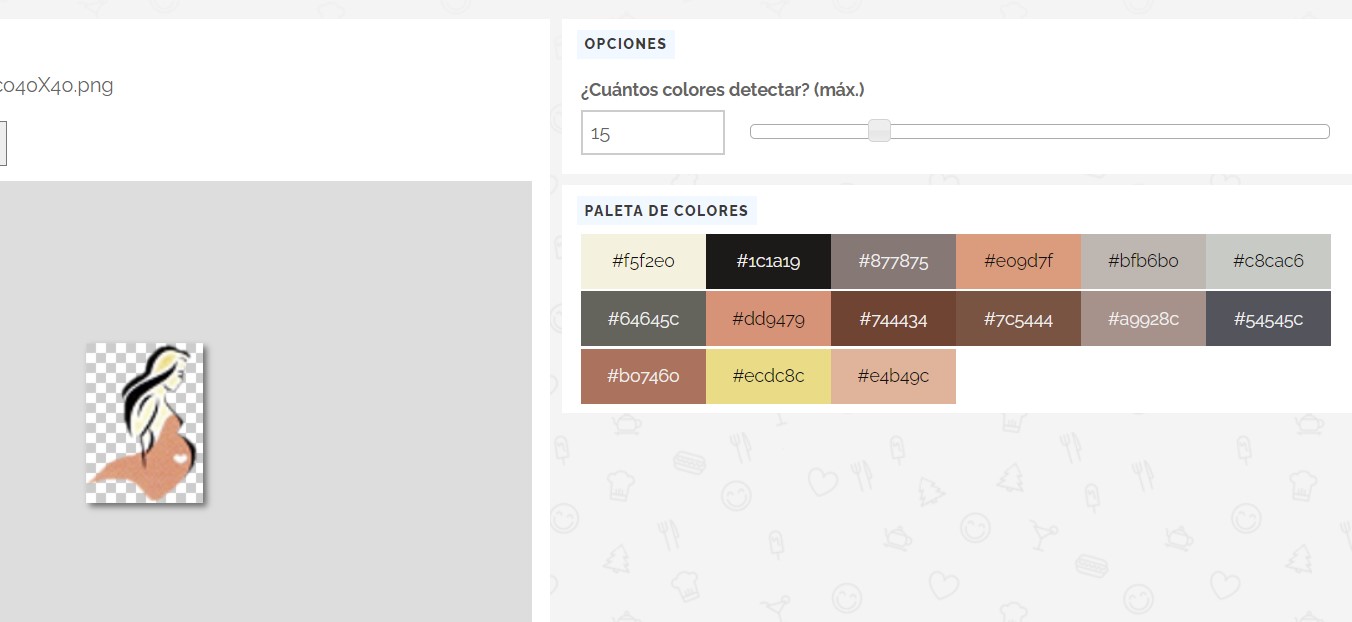 co40X40.png
OPCIONES
¿Cuántos colores detectar? (máx.)
15
PALETA DE COLORES
#f5f2e0 #1c1a19 #877875 #e09d7f #bfb6b0 #c8cac6
#64645c #dd9479 #744434 #7c5444 #a9928c #54545c
#b07460 #ecdc8c #e4b49c